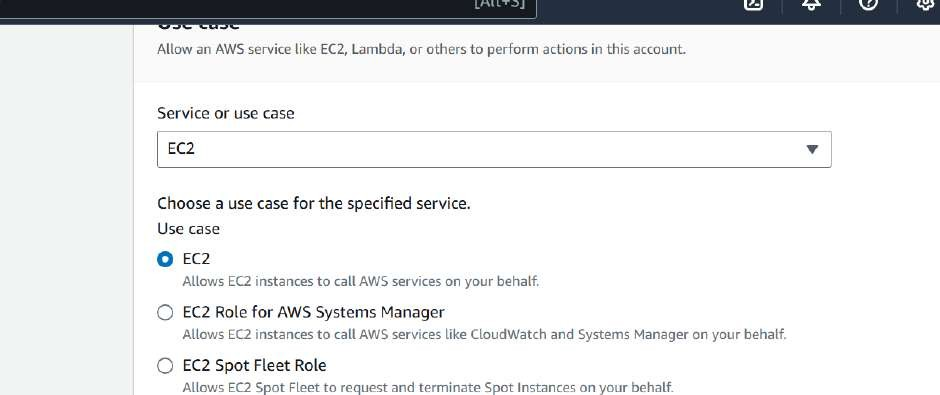 [Alt+S]
Use case
Allow an AWS service like EC2, Lambda, or others to perform actions in this account.
Service or use case
EC2
Choose a use case for the specified service.
Use case
EC2
Allows EC2 instances to call AWS services on your behalf.
EC2 Role for AWS Systems Manager
Allows EC2 instances to call AWS services like CloudWatch and Systems Manager on your behalf.
EC2 Spot Fleet Role
Allows EC2 Spot Fleet to request and terminate Spot Instances on your behalf.